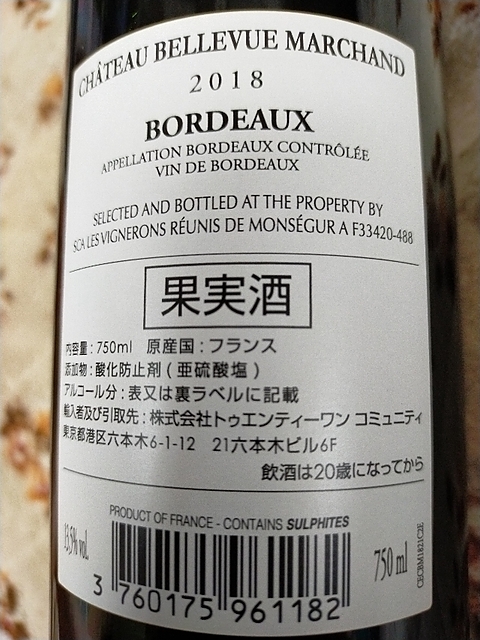 CHÂTEAU BELLEVUE MARCHAND
2018
BORDEAUX
APPELLATION BORDEAUX CONTRÔLÉE
VIN DE BORDEAUX
SELECTED AND BOTTLED AT THE PROPERTY BY
SCA LES VIGNERONS RÉUNIS DE MONSÉGUR A F33420-488
果実酒
内容量：750ml 原産国：フランス
添加物：酸化防止剤（亜硫酸塩）
アルコール分：表又は裏ラベルに記載
輸入者及び引取先：株式会社トゥエンティーワン コミュニティ
東京都港区六本木6-1-12 21六本木ビル6F
飲酒は20歳になってから
PRODUCT OF FRANCE - CONTAINS SULPHITES
13.5% vol.
750 ml
CECBM1821C2E
3 760175 961182